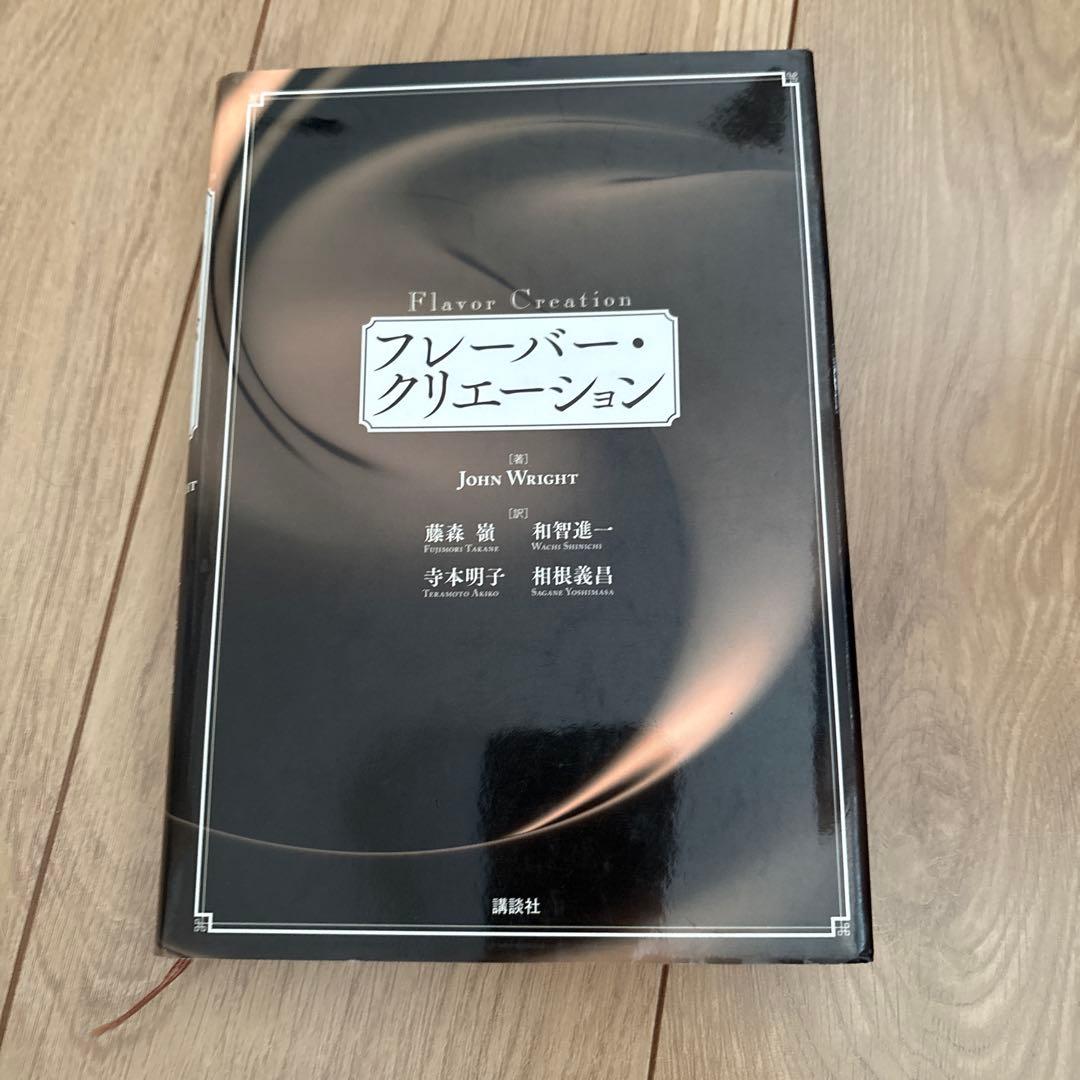 Flavor Creation
フレーバー・
クリエーション
[著]
JOHN WRIGHT
[訳]
藤森 嶺 和智進一
FUJIMORI TAKANE WACHI SHINICHI
寺本明子 相根義昌
TERAMOTO AKIKO SAGANE YOSHIMASA
講談社